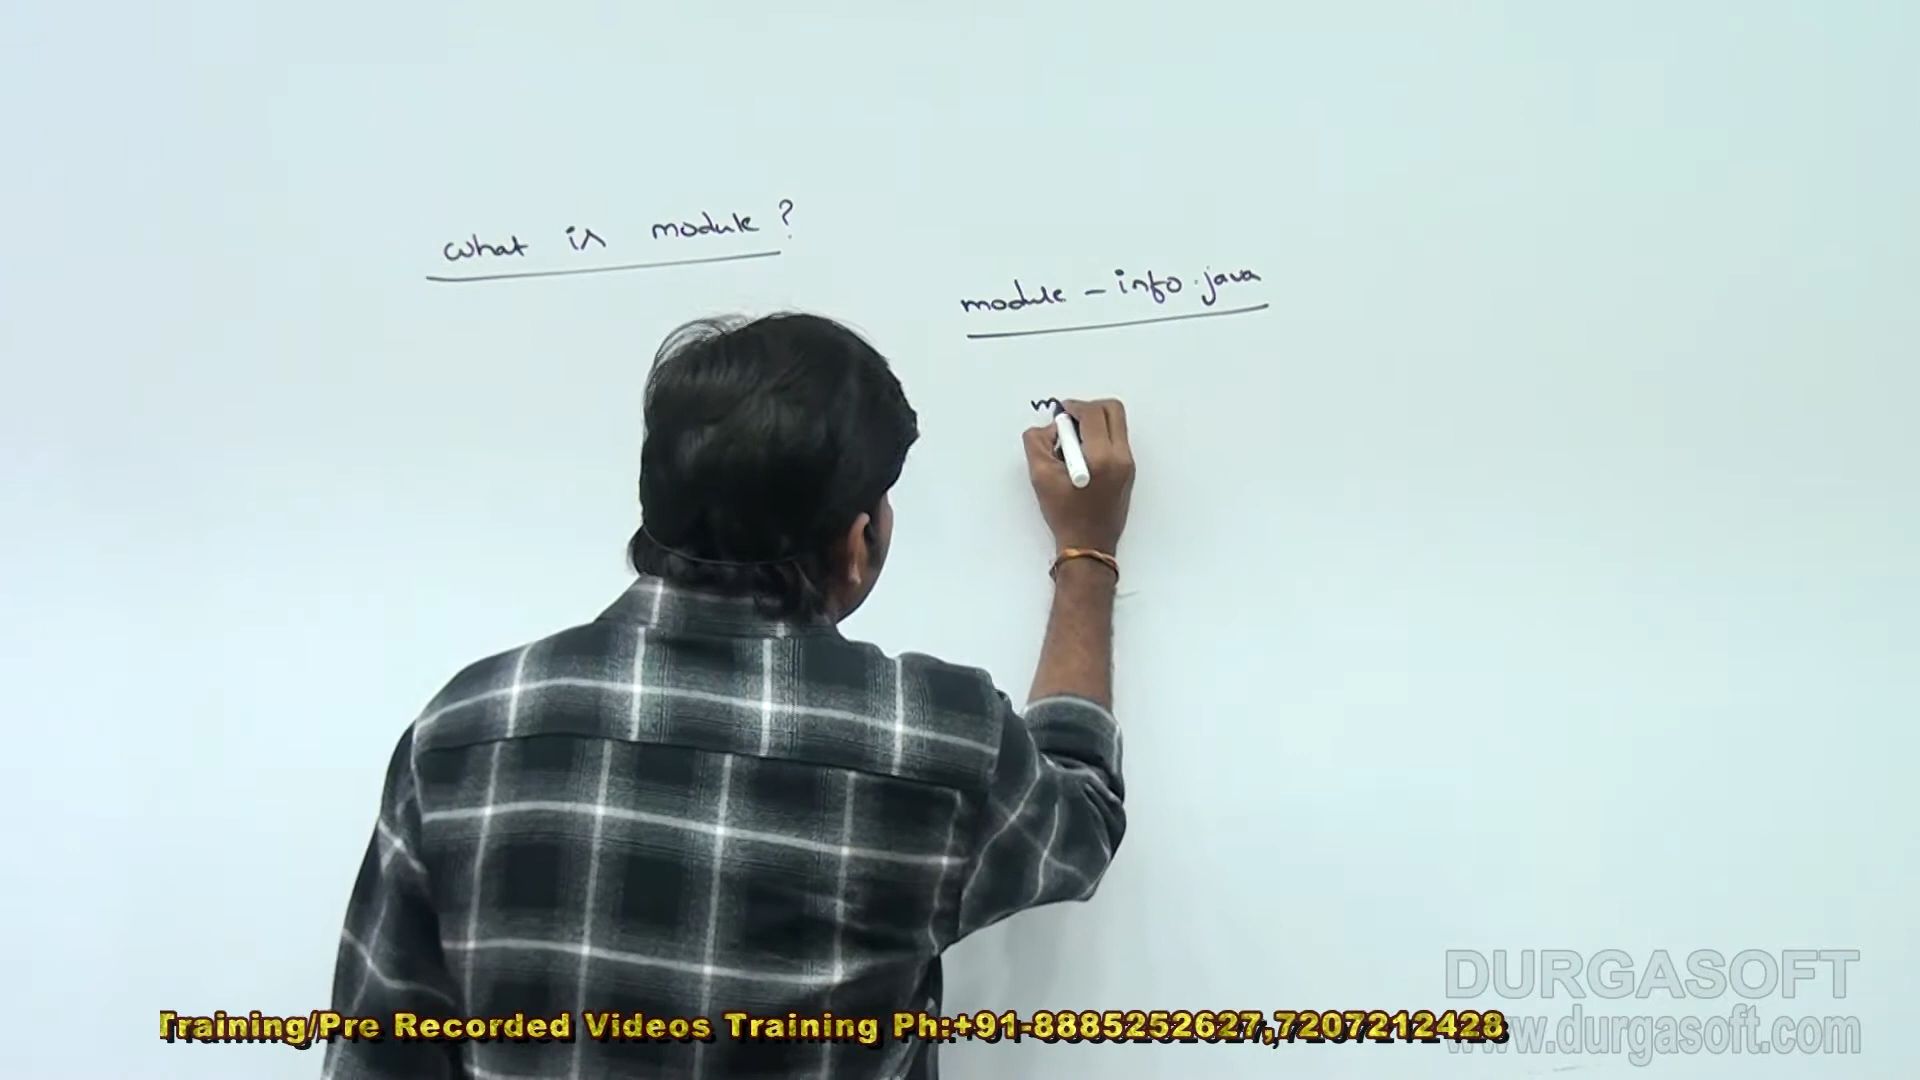 what is module ?
module - info.java
m
DURGASOFT
www.durgasoft.com
Training/Pre Recorded Videos Training Ph:+91-8885252627,7207212428